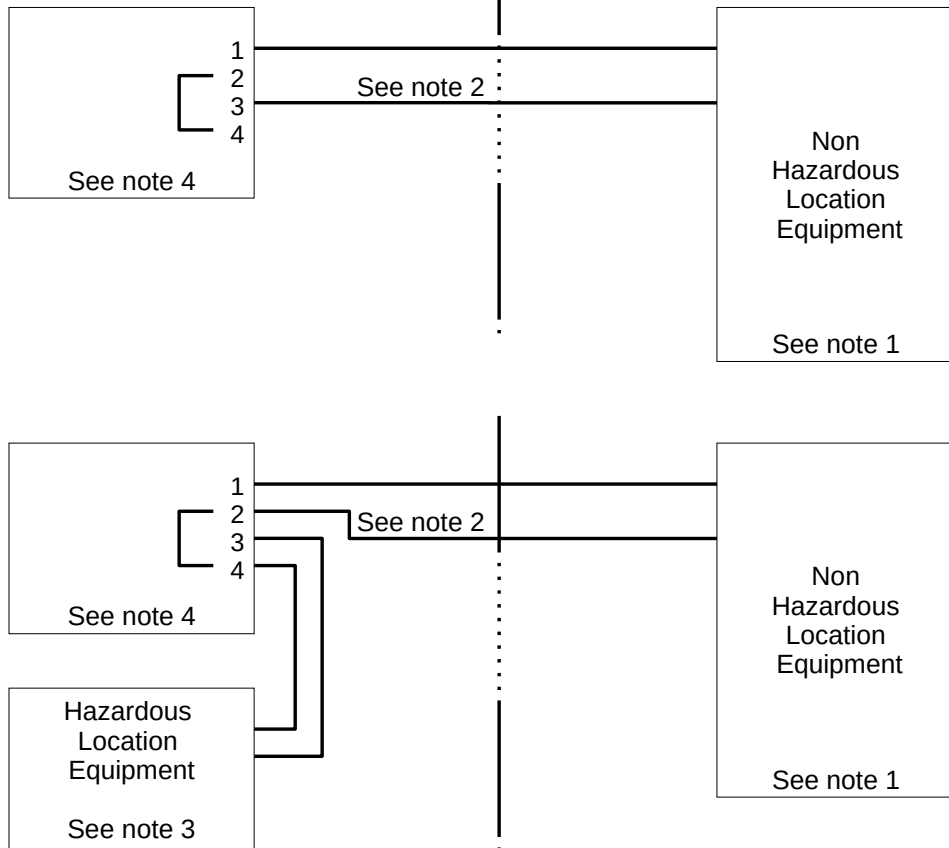 1
2
3
4
See note 4
See note 2
Non
Hazardous
Location
Equipment
See note 1
1
2
3
4
See note 4
See note 2
Non
Hazardous
Location
Equipment
See note 1
Hazardous
Location
Equipment
See note 3